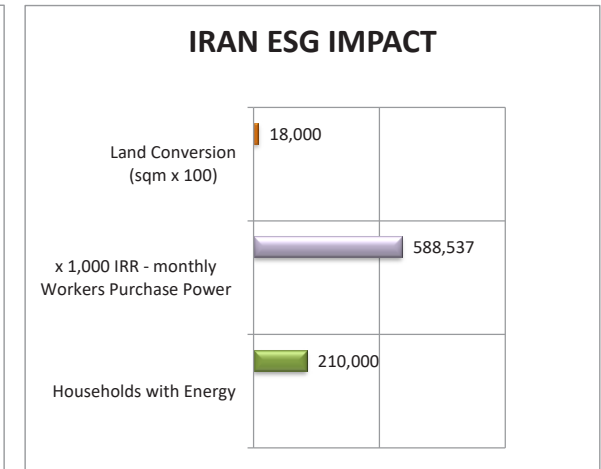 IRAN ESG IMPACT
Land Conversion
(sqm x 100)
18,000
x 1,000 IRR - monthly
Workers Purchase Power
588,537
Households with Energy
210,000